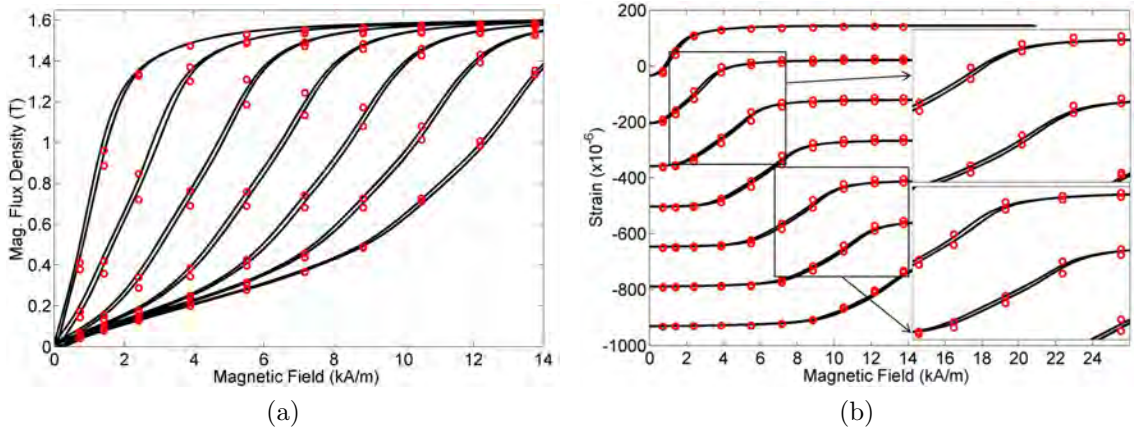 1.6
1.4
1.2
1
0.8
0.6
0.4
0.2
0
Mag. Flux Density (T)
0 2 4 6 8 10 12 14
Magnetic Field (kA/m)
(a)
200
0
-200
-400
-600
-800
-1000
Strain (x10⁻⁶)
0 2 4 6 8 10 12 14 16 18 20 22 24
Magnetic Field (kA/m)
(b)